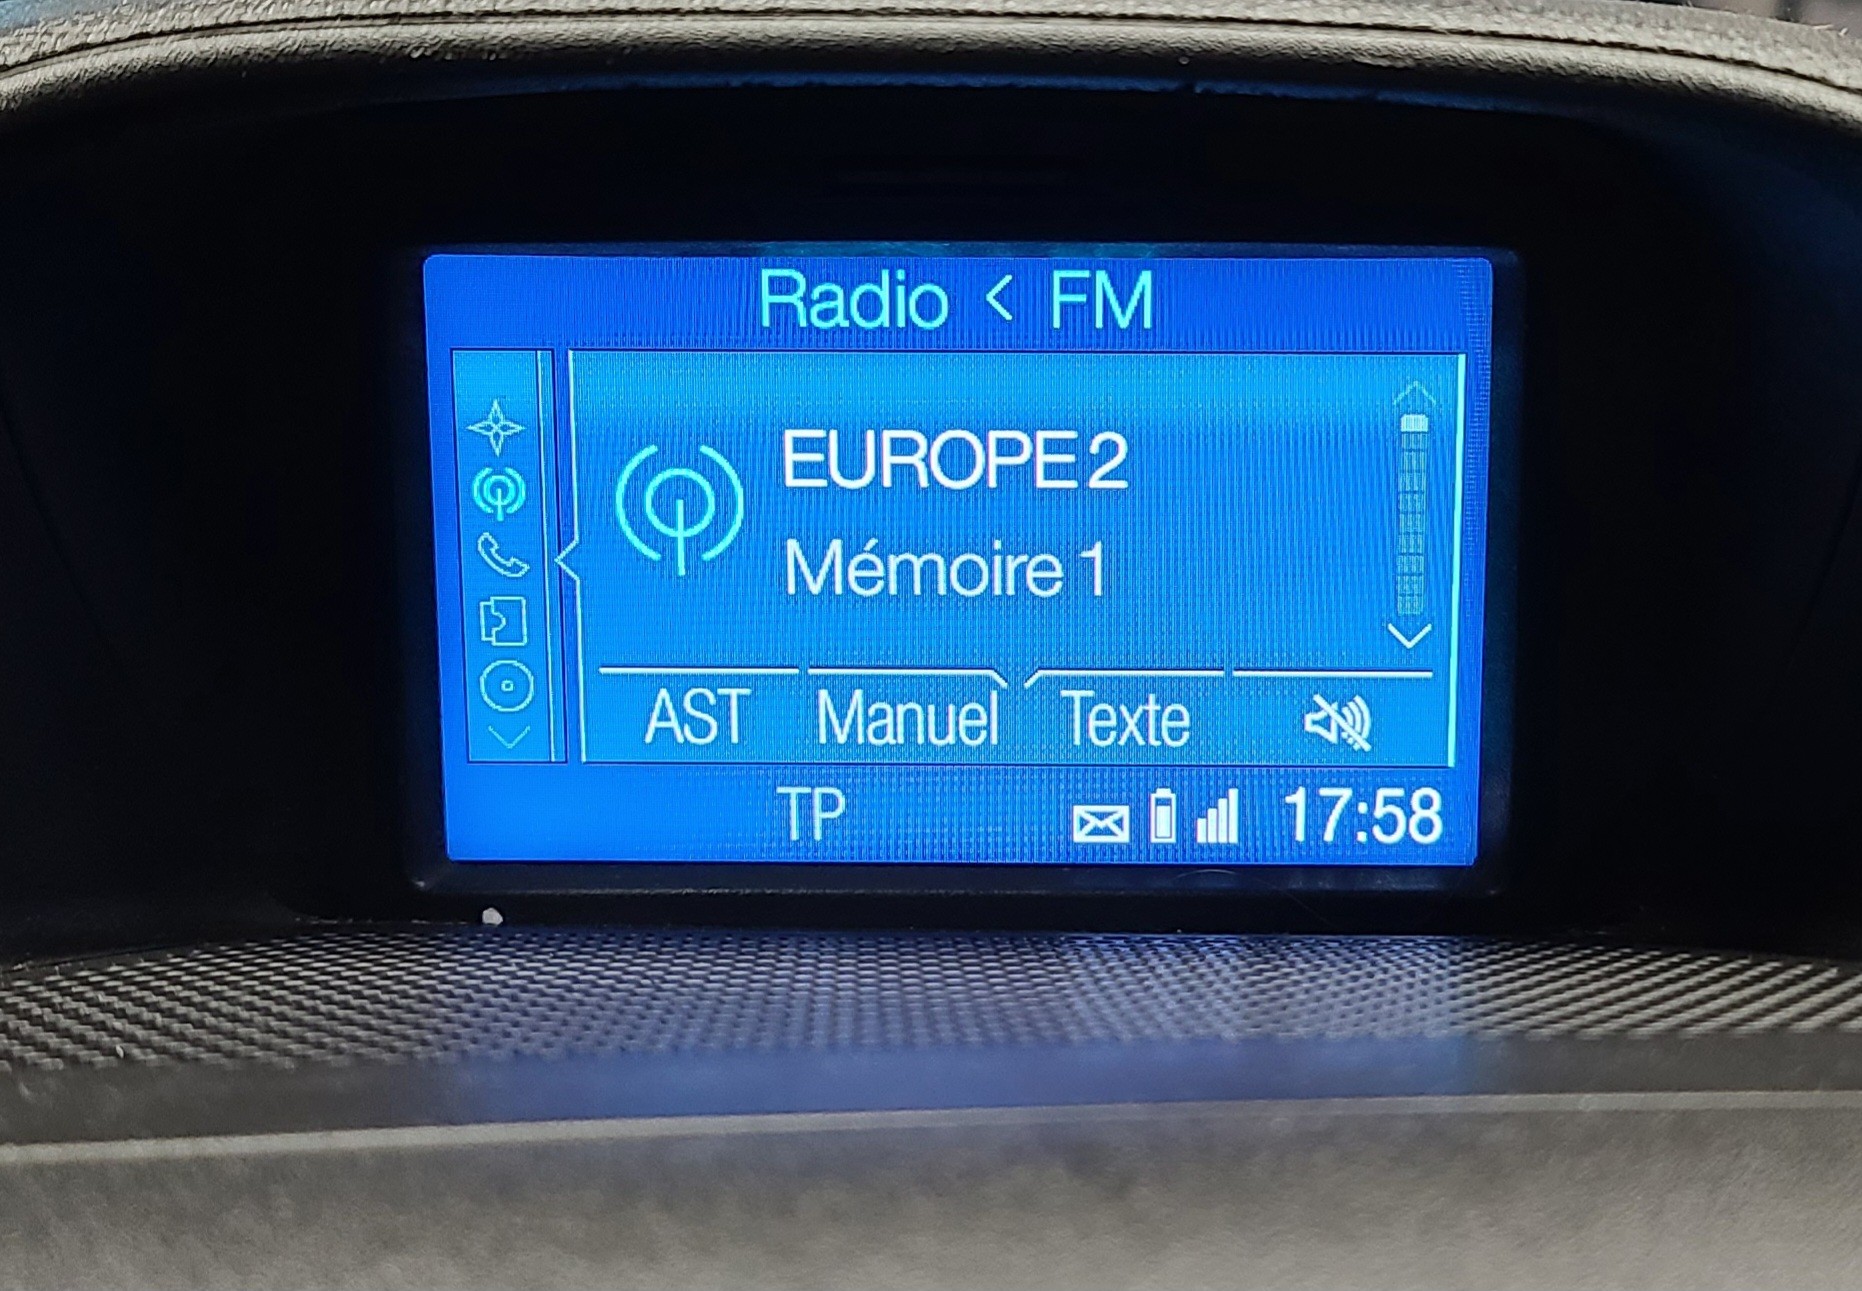 Radio < FM
EUROPE 2
Mémoire 1
AST Manuel Texte
TP 17:58